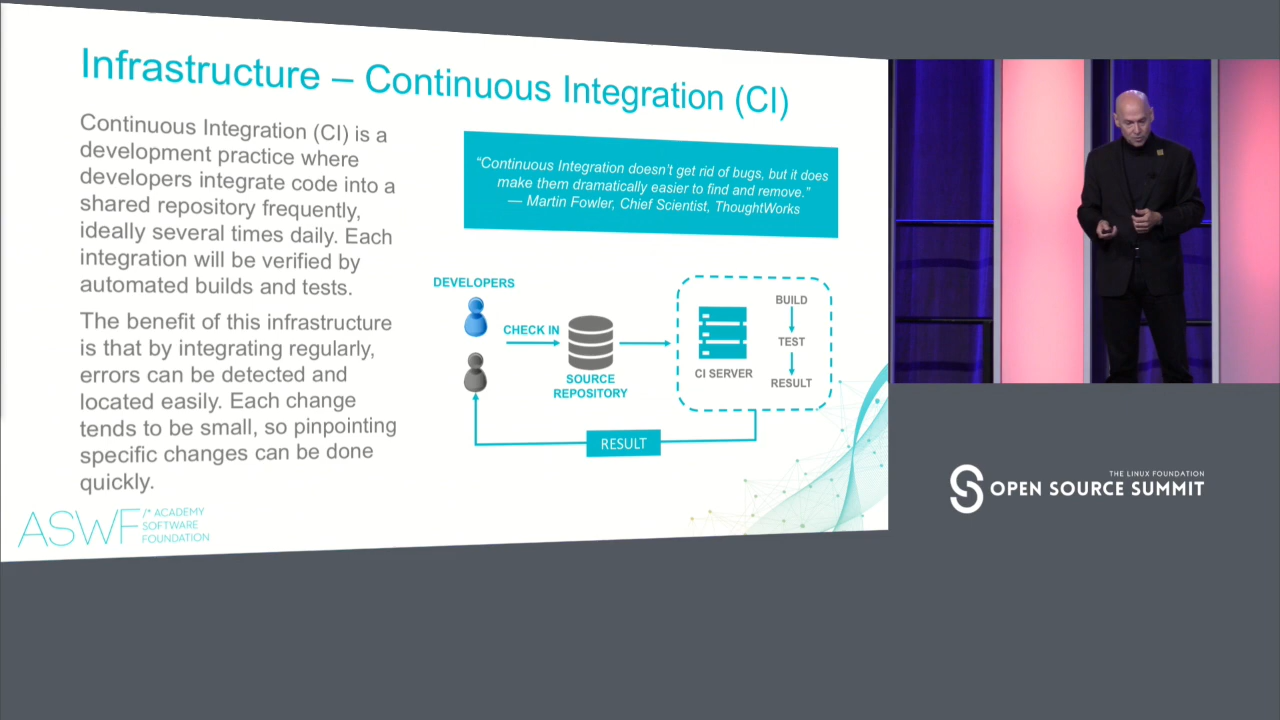 Infrastructure – Continuous Integration (CI)
Continuous Integration (CI) is a
development practice where
developers integrate code into a
shared repository frequently,
ideally several times daily. Each
integration will be verified by
automated builds and tests.
The benefit of this infrastructure
is that by integrating regularly,
errors can be detected and
located easily. Each change
tends to be small, so pinpointing
specific changes can be done
quickly.
“Continuous Integration doesn’t get rid of bugs, but it does
make them dramatically easier to find and remove.”
— Martin Fowler, Chief Scientist, ThoughtWorks
DEVELOPERS
CHECK IN
SOURCE
REPOSITORY
CI SERVER
BUILD
TEST
RESULT
RESULT
ASWF
/* ACADEMY
SOFTWARE
FOUNDATION
THE LINUX FOUNDATION
OPEN SOURCE SUMMIT